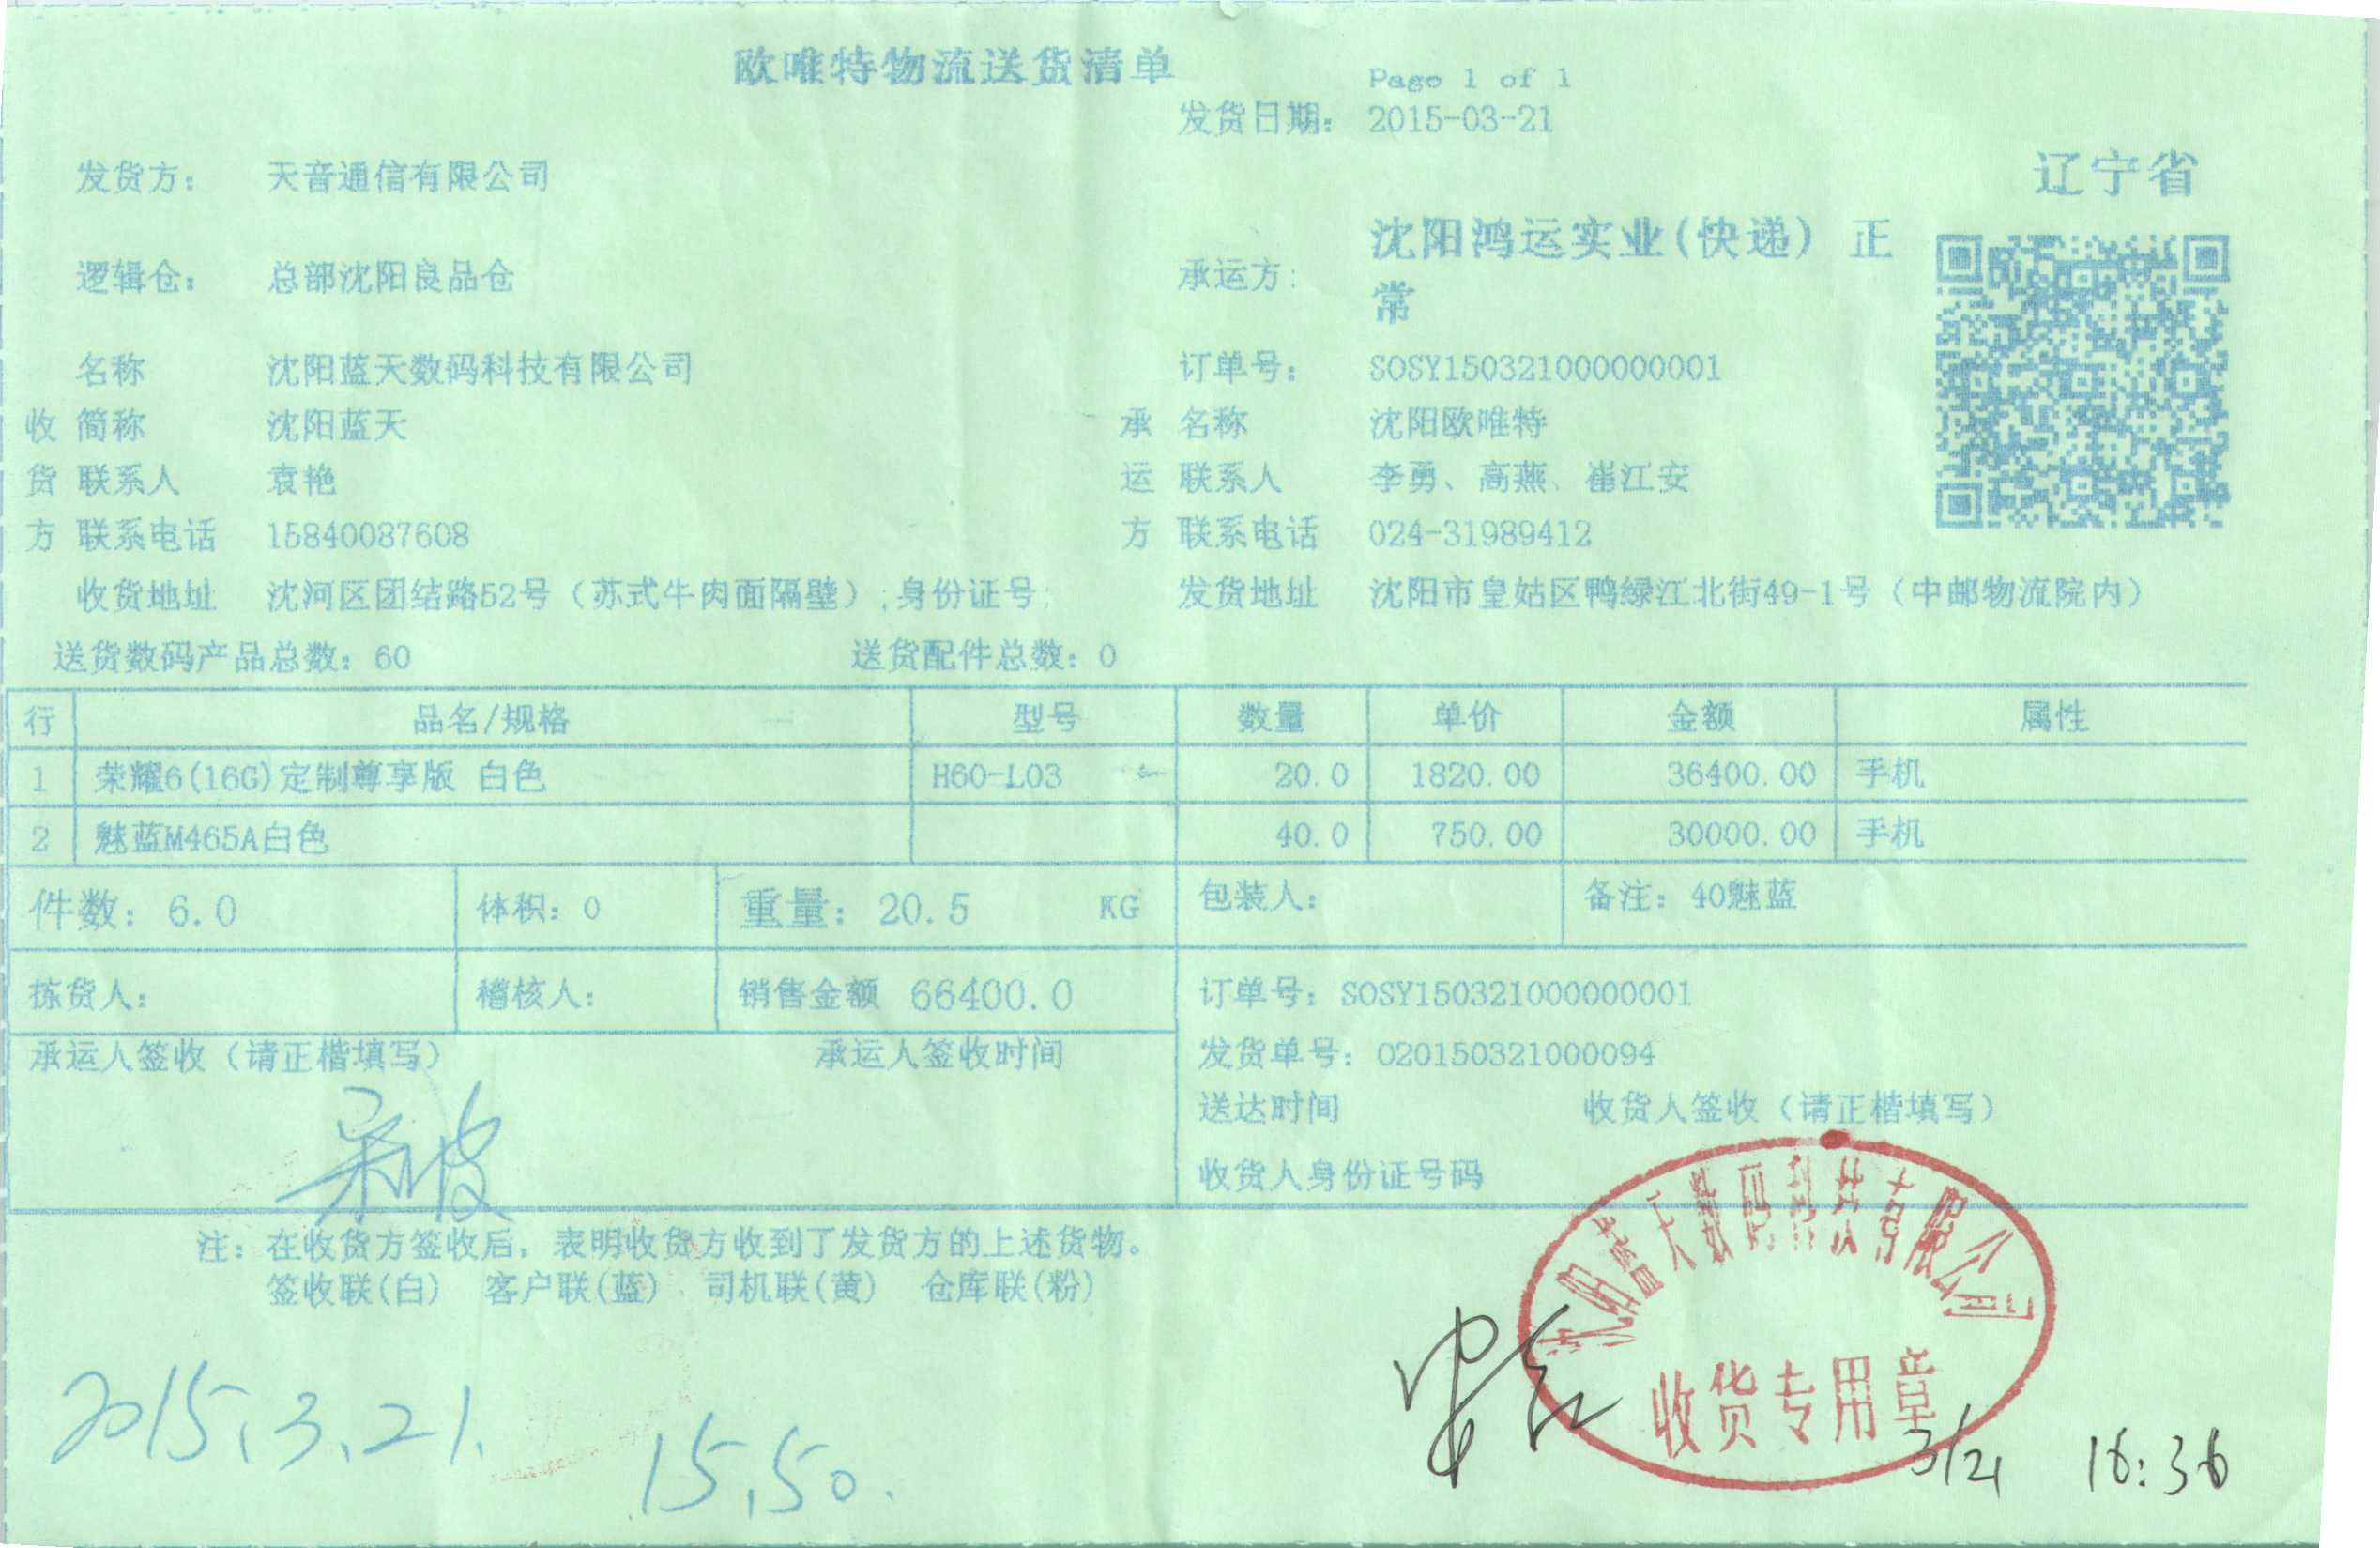 欧唯特物流送货清单
Page 1 of 1
发货日期: 2015-03-21
发货方: 天音通信有限公司
辽宁省
逻辑仓: 总部沈阳良品仓
承运方: 沈阳鸿运实业(快递) 正常
名称 沈阳蓝天数码科技有限公司
订单号: SOSY150321000000001
收 简称 沈阳蓝天
承 名称 沈阳欧唯特
货 联系人 袁艳
运 联系人 李勇、高燕、崔江安
方 联系电话 15840087608
方 联系电话 024-31989412
收货地址 沈河区团结路52号（苏式牛肉面隔壁）;身份证号:
发货地址 沈阳市皇姑区鸭绿江北街49-1号（中邮物流院内）
送货数码产品总数: 60 送货配件总数: 0
行 品名/规格 型号 数量 单价 金额 属性
1 荣耀6(16G)定制尊享版 白色 H60-L03 20.0 1820.00 36400.00 手机
2 魅蓝M465A白色 40.0 750.00 30000.00 手机
件数: 6.0 体积: 0 重量: 20.5 KG 包装人: 备注: 40魅蓝
拣货人: 稽核人: 销售金额 66400.0 订单号: SOSY150321000000001
承运人签收（请正楷填写） 承运人签收时间
发货单号: 020150321000094
送达时间 收货人签收（请正楷填写）
收货人身份证号码
注: 在收货方签收后，表明收货方收到了发货方的上述货物。
签收联(白) 客户联(蓝) 司机联(黄) 仓库联(粉)
沈阳蓝天数码科技有限公司
收货专用章
2015.3.21.
15.50.
3/21 16:36